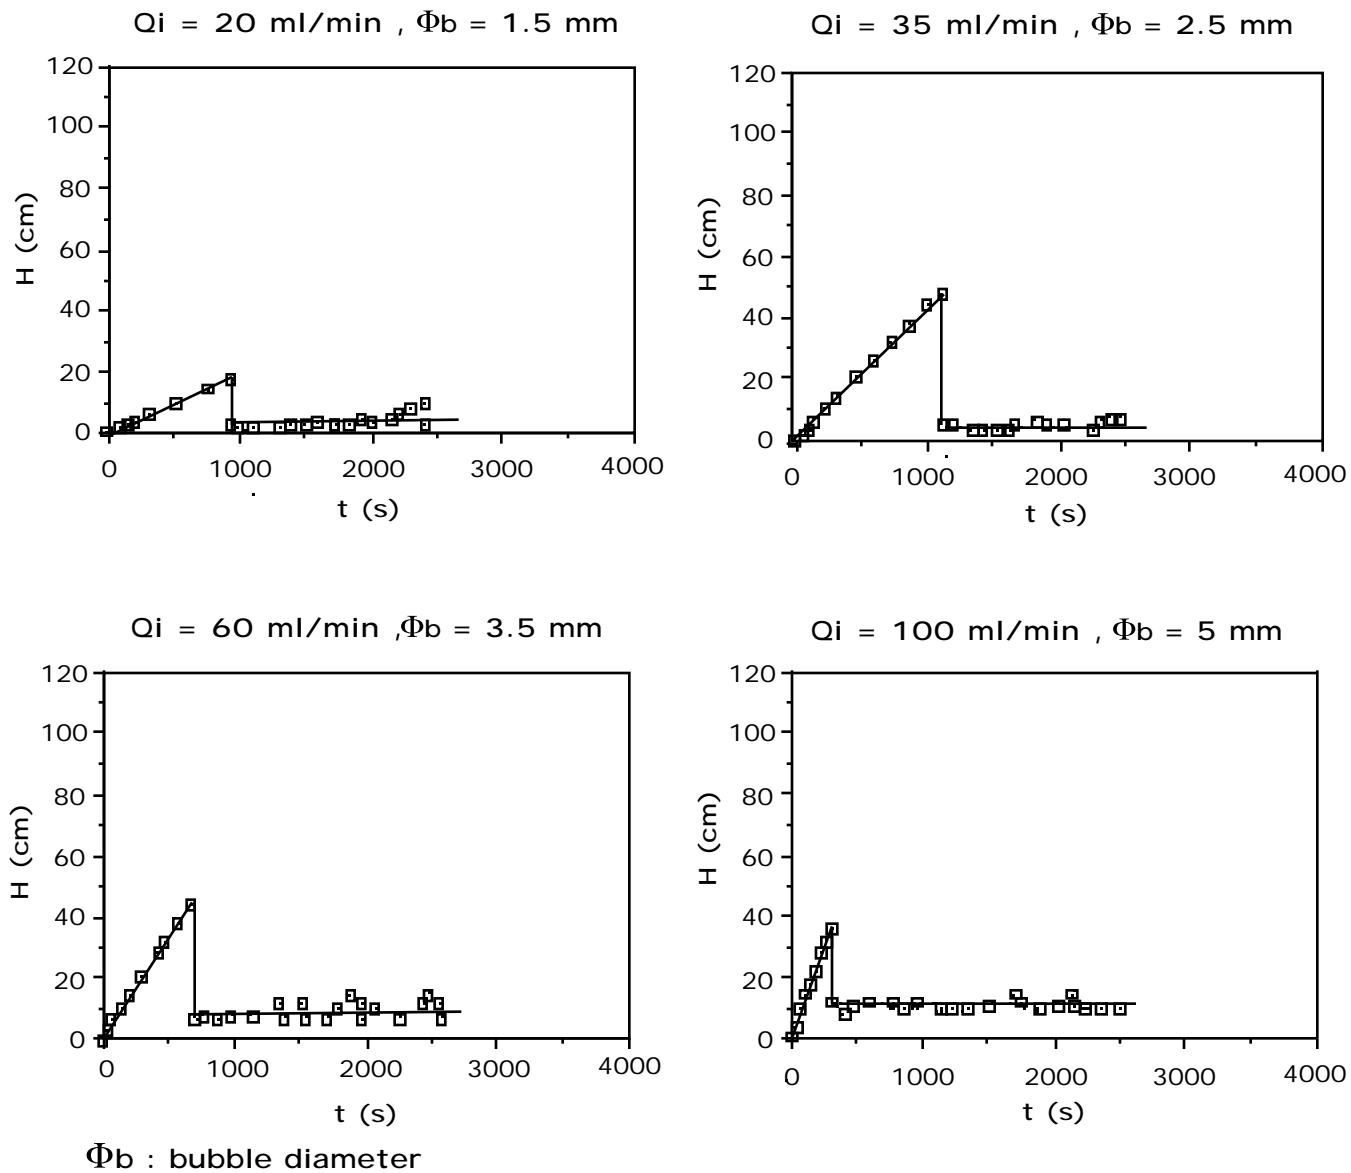 Qi = 20 ml/min , Φb = 1.5 mm
120
100
80
60
40
20
0
H (cm)
0 1000 2000 3000 4000
t (s)
Qi = 35 ml/min , Φb = 2.5 mm
120
100
80
60
40
20
0
H (cm)
0 1000 2000 3000 4000
t (s)
Qi = 60 ml/min ,Φb = 3.5 mm
120
100
80
60
40
20
0
H (cm)
0 1000 2000 3000 4000
t (s)
Qi = 100 ml/min , Φb = 5 mm
120
100
80
60
40
20
0
H (cm)
0 1000 2000 3000 4000
t (s)
Φb : bubble diameter